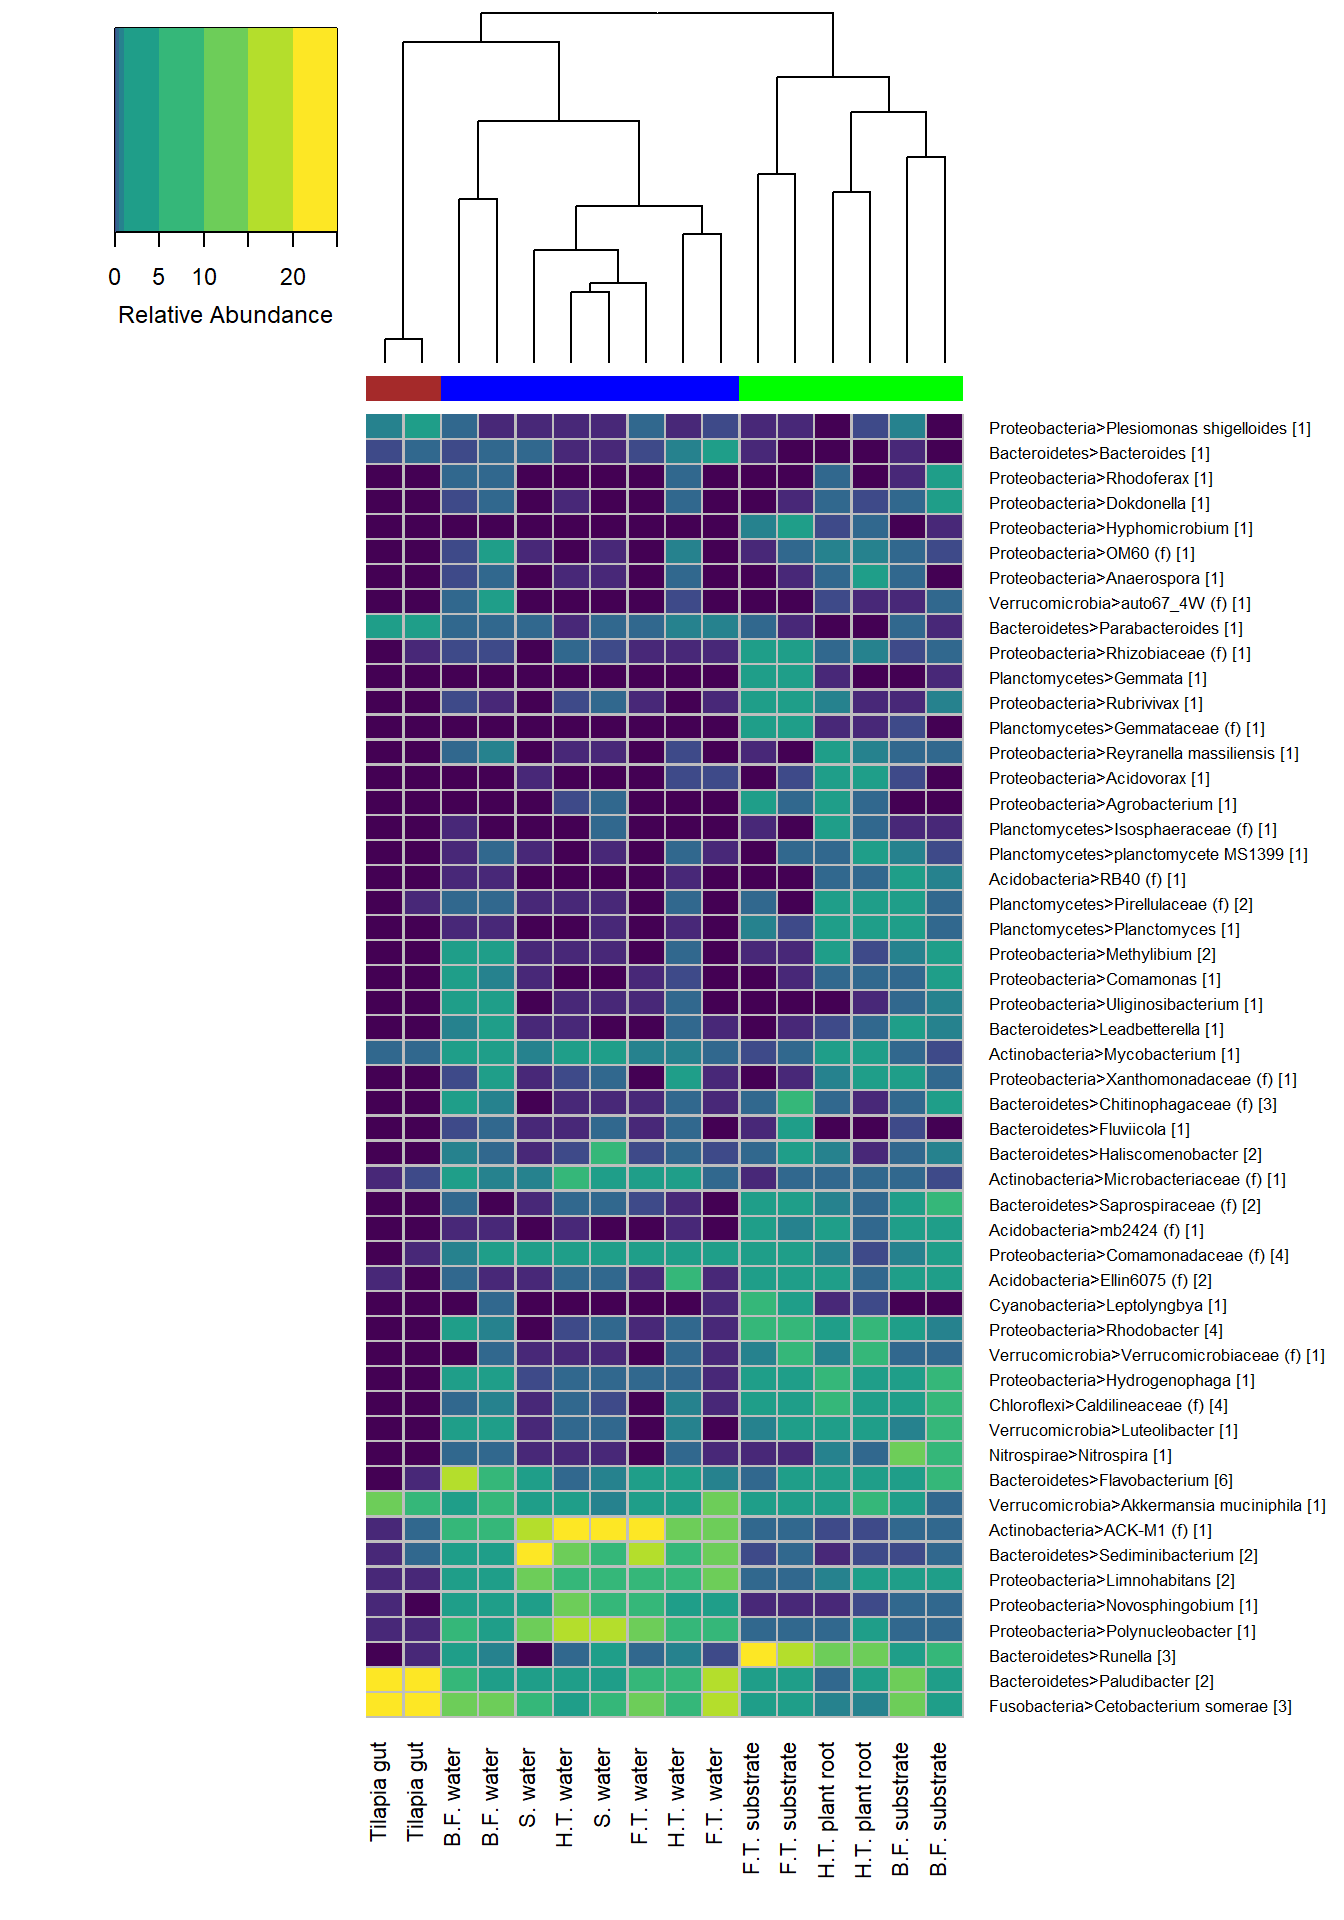 0 5 10 20
Relative Abundance
Proteobacteria>Plesiomonas shigelloides [1]
Bacteroidetes>Bacteroides [1]
Proteobacteria>Rhodoferax [1]
Proteobacteria>Dokdonella [1]
Proteobacteria>Hyphomicrobium [1]
Proteobacteria>OM60 (f) [1]
Proteobacteria>Anaerospora [1]
Verrucomicrobia>auto67_4W (f) [1]
Bacteroidetes>Parabacteroides [1]
Proteobacteria>Rhizobiaceae (f) [1]
Planctomycetes>Gemmata [1]
Proteobacteria>Rubrivivax [1]
Planctomycetes>Gemmataceae (f) [1]
Proteobacteria>Reyranella massiliensis [1]
Proteobacteria>Acidovorax [1]
Proteobacteria>Agrobacterium [1]
Planctomycetes>Isosphaeraceae (f) [1]
Planctomycetes>planctomycete MS1399 [1]
Acidobacteria>RB40 (f) [1]
Planctomycetes>Pirellulaceae (f) [2]
Planctomycetes>Planctomyces [1]
Proteobacteria>Methylibium [2]
Proteobacteria>Comamonas [1]
Proteobacteria>Uliginosibacterium [1]
Bacteroidetes>Leadbetterella [1]
Actinobacteria>Mycobacterium [1]
Proteobacteria>Xanthomonadaceae (f) [1]
Bacteroidetes>Chitinophagaceae (f) [3]
Bacteroidetes>Fluviicola [1]
Bacteroidetes>Haliscomenobacter [2]
Actinobacteria>Microbacteriaceae (f) [1]
Bacteroidetes>Saprospiraceae (f) [2]
Acidobacteria>mb2424 (f) [1]
Proteobacteria>Comamonadaceae (f) [4]
Acidobacteria>Ellin6075 (f) [2]
Cyanobacteria>Leptolyngbya [1]
Proteobacteria>Rhodobacter [4]
Verrucomicrobia>Verrucomicrobiaceae (f) [1]
Proteobacteria>Hydrogenophaga [1]
Chloroflexi>Caldilineaceae (f) [4]
Verrucomicrobia>Luteolibacter [1]
Nitrospirae>Nitrospira [1]
Bacteroidetes>Flavobacterium [6]
Verrucomicrobia>Akkermansia muciniphila [1]
Actinobacteria>ACK-M1 (f) [1]
Bacteroidetes>Sediminibacterium [2]
Proteobacteria>Limnohabitans [2]
Proteobacteria>Novosphingobium [1]
Proteobacteria>Polynucleobacter [1]
Bacteroidetes>Runella [3]
Bacteroidetes>Paludibacter [2]
Fusobacteria>Cetobacterium somerae [3]
Tilapia gut
Tilapia gut
B.F. water
B.F. water
S. water
H.T. water
S. water
F.T. water
H.T. water
F.T. water
F.T. substrate
F.T. substrate
H.T. plant root
H.T. plant root
B.F. substrate
B.F. substrate